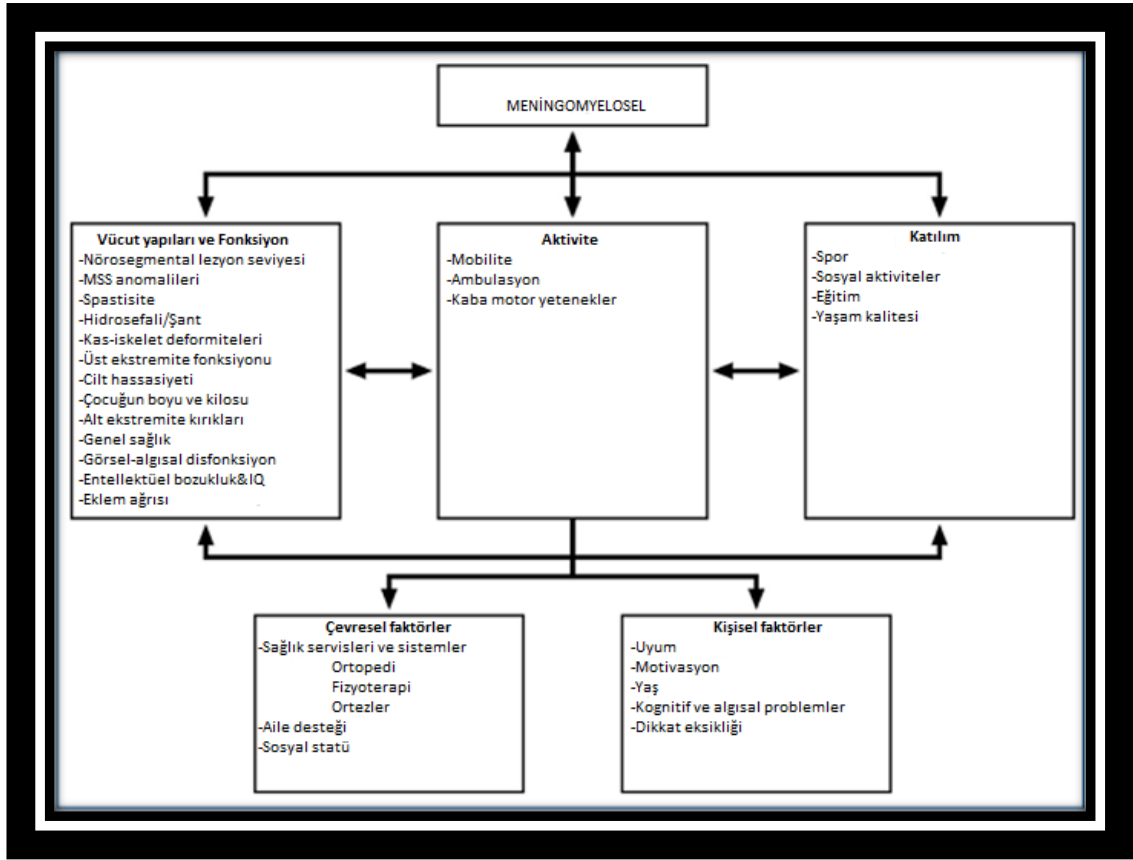 MENİNGOMYELOSEL
Vücut yapıları ve Fonksiyon
-Nörosegmental lezyon seviyesi
-MSS anomalileri
-Spastisite
-Hidrosefali/Şant
-Kas-iskelet deformiteleri
-Üst ekstremite fonksiyonu
-Cilt hassasiyeti
-Çocuğun boyu ve kilosu
-Alt ekstremite kırıkları
-Genel sağlık
-Görsel-algısal disfonksiyon
-Entellektüel bozukluk&IQ
-Eklem ağrısı
Aktivite
-Mobilite
-Ambulasyon
-Kaba motor yetenekler
Katılım
-Spor
-Sosyal aktiviteler
-Eğitim
-Yaşam kalitesi
Çevresel faktörler
-Sağlık servisleri ve sistemler
Ortopedi
Fizyoterapi
Ortezler
-Aile desteği
-Sosyal statü
Kişisel faktörler
-Uyum
-Motivasyon
-Yaş
-Kognitif ve algısal problemler
-Dikkat eksikliği